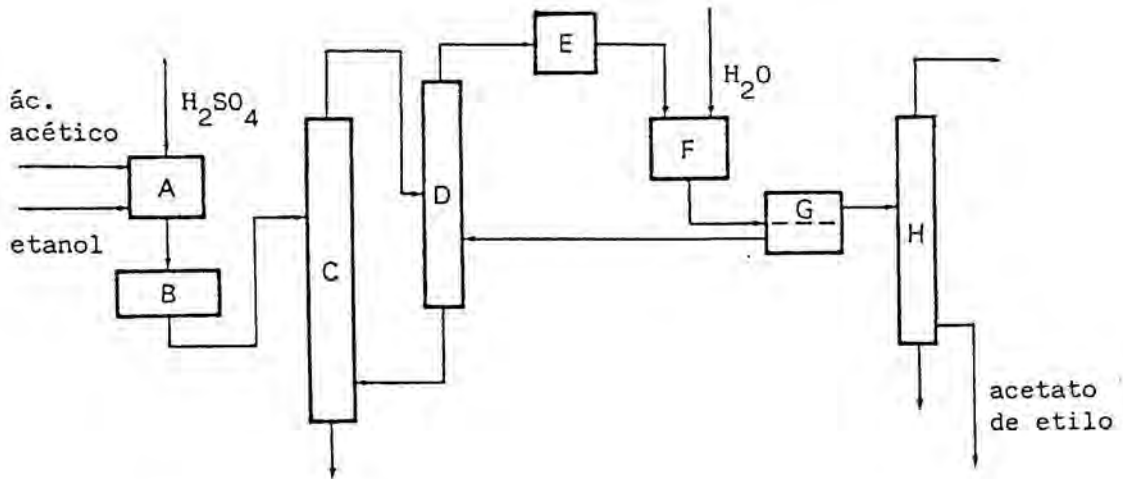 E
H₂SO₄
H₂O
ác.
acético
A
F
D
G
etanol
C
H
B
acetato
de etilo